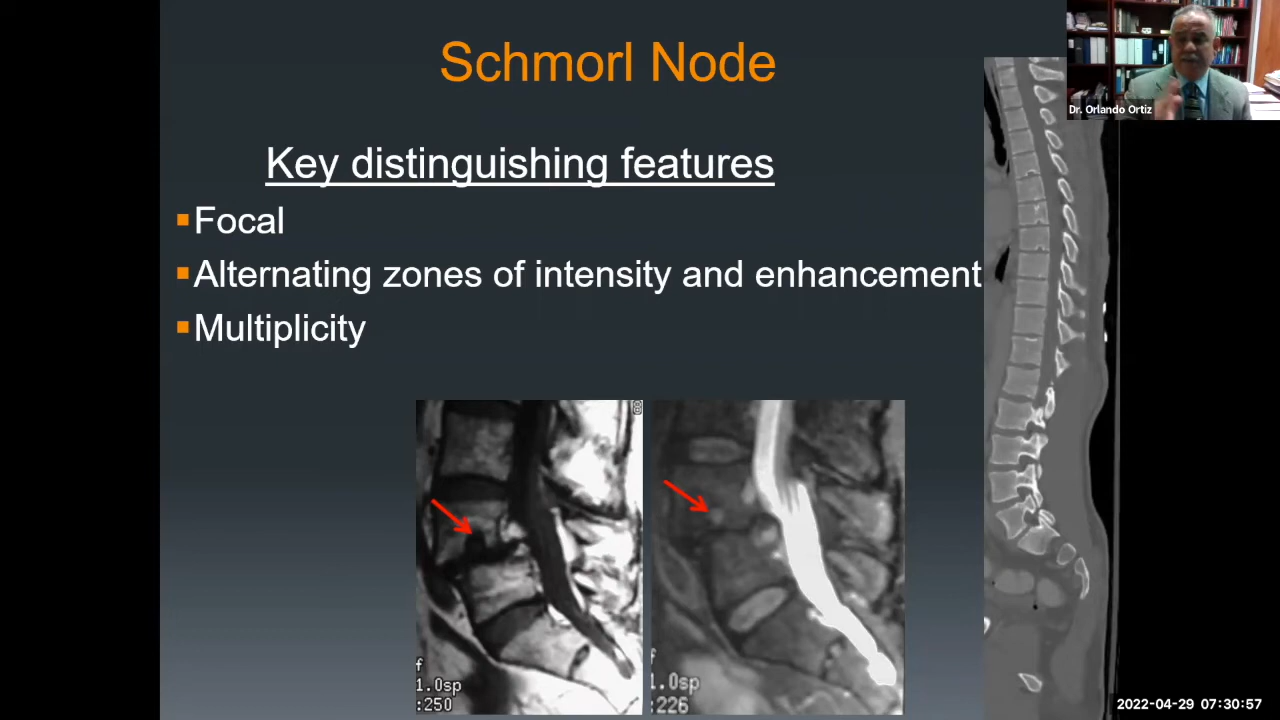 Schmorl Node
Dr. Orlando Ortiz
Key distinguishing features
Focal
Alternating zones of intensity and enhancement
Multiplicity
8
f
1.0sp
:250
f
1.0sp
:226
2022-04-29 07:30:57